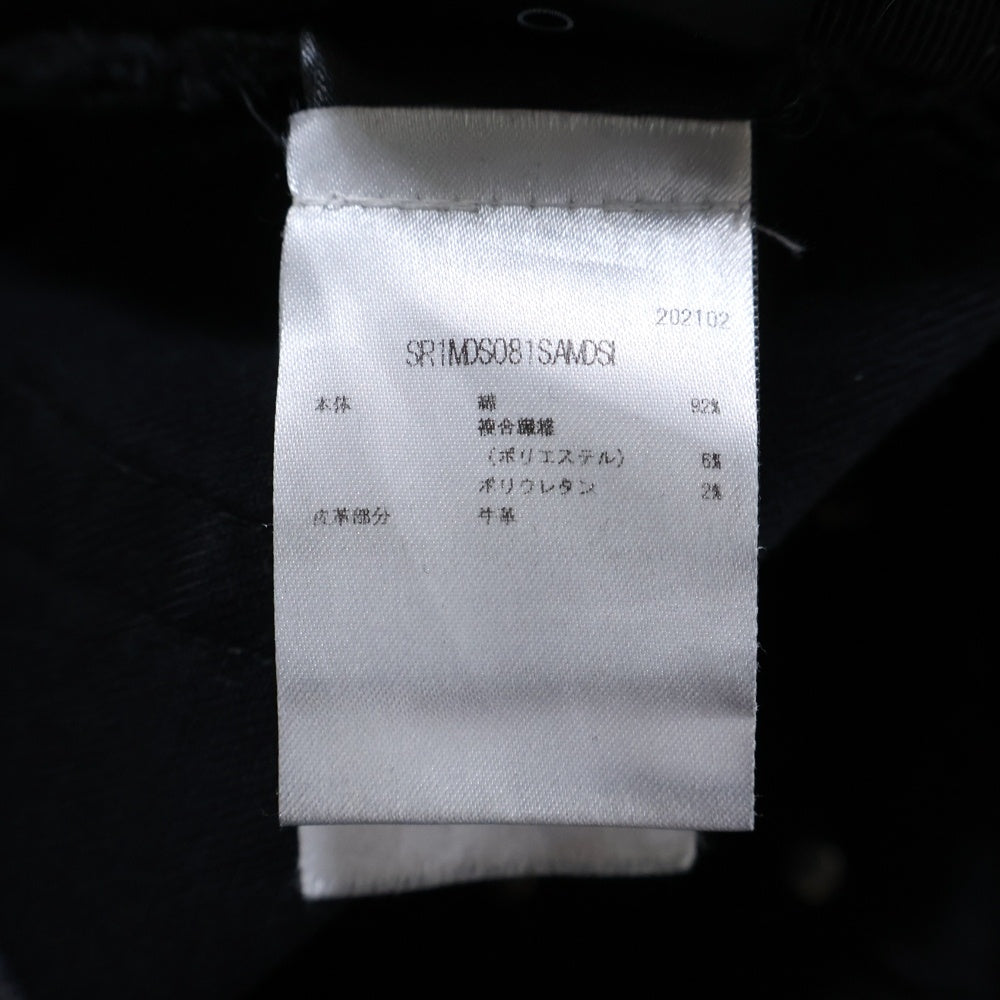 202102
SR1MDS081SAMDSI
本体 綿 92%
複合繊維
(ポリエステル) 6%
ポリウレタン 2%
皮革部分 牛革